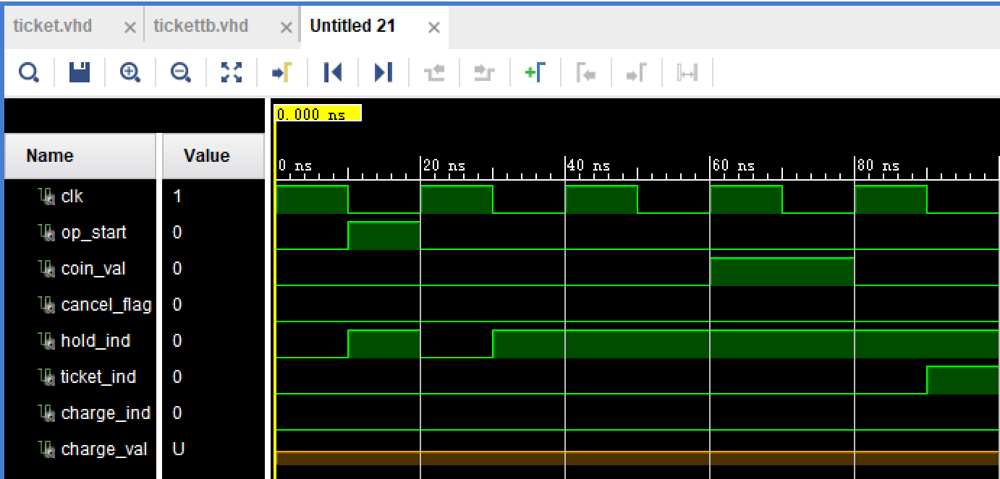 ticket.vhd tickettb.vhd Untitled 21
0.000 ns
Name Value
0 ns 20 ns 40 ns 60 ns 80 ns
clk 1
op_start 0
coin_val 0
cancel_flag 0
hold_ind 0
ticket_ind 0
charge_ind 0
charge_val U